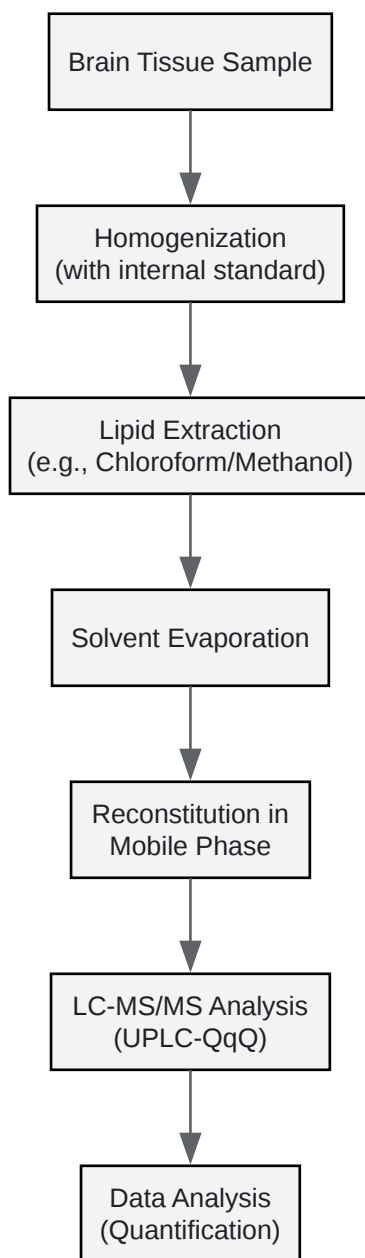 Brain Tissue Sample
Homogenization
(with internal standard)
Lipid Extraction
(e.g., Chloroform/Methanol)
Solvent Evaporation
Reconstitution in
Mobile Phase
LC-MS/MS Analysis
(UPLC-QqQ)
Data Analysis
(Quantification)